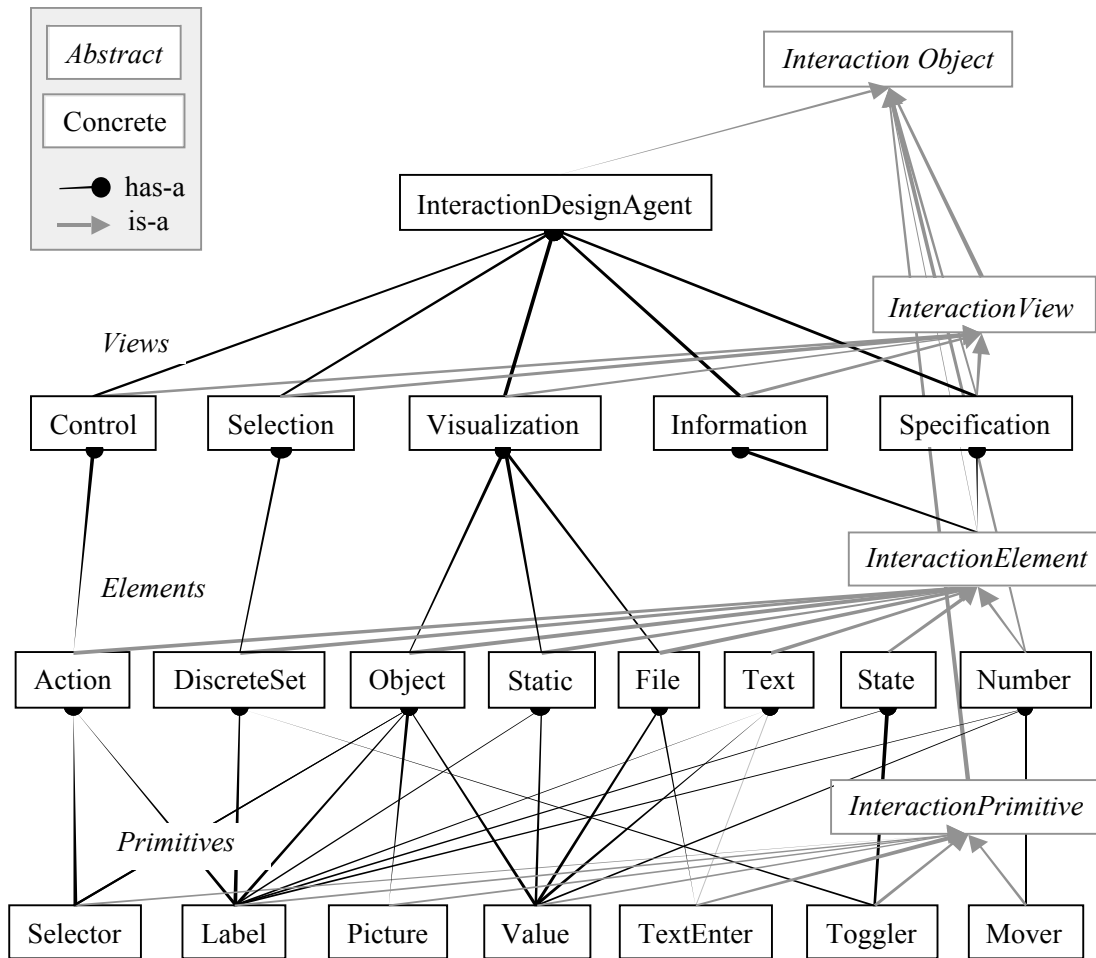 Abstract
Interaction Object
Concrete
has-a
InteractionDesignAgent
is-a
InteractionView
Views
Control
Selection
Visualization
Information
Specification
InteractionElement
Elements
Action
DiscreteSet
Object
Static
File
Text
State
Number
InteractionPrimitive
Primitives
Selector
Label
Picture
Value
TextEnter
Toggler
Mover